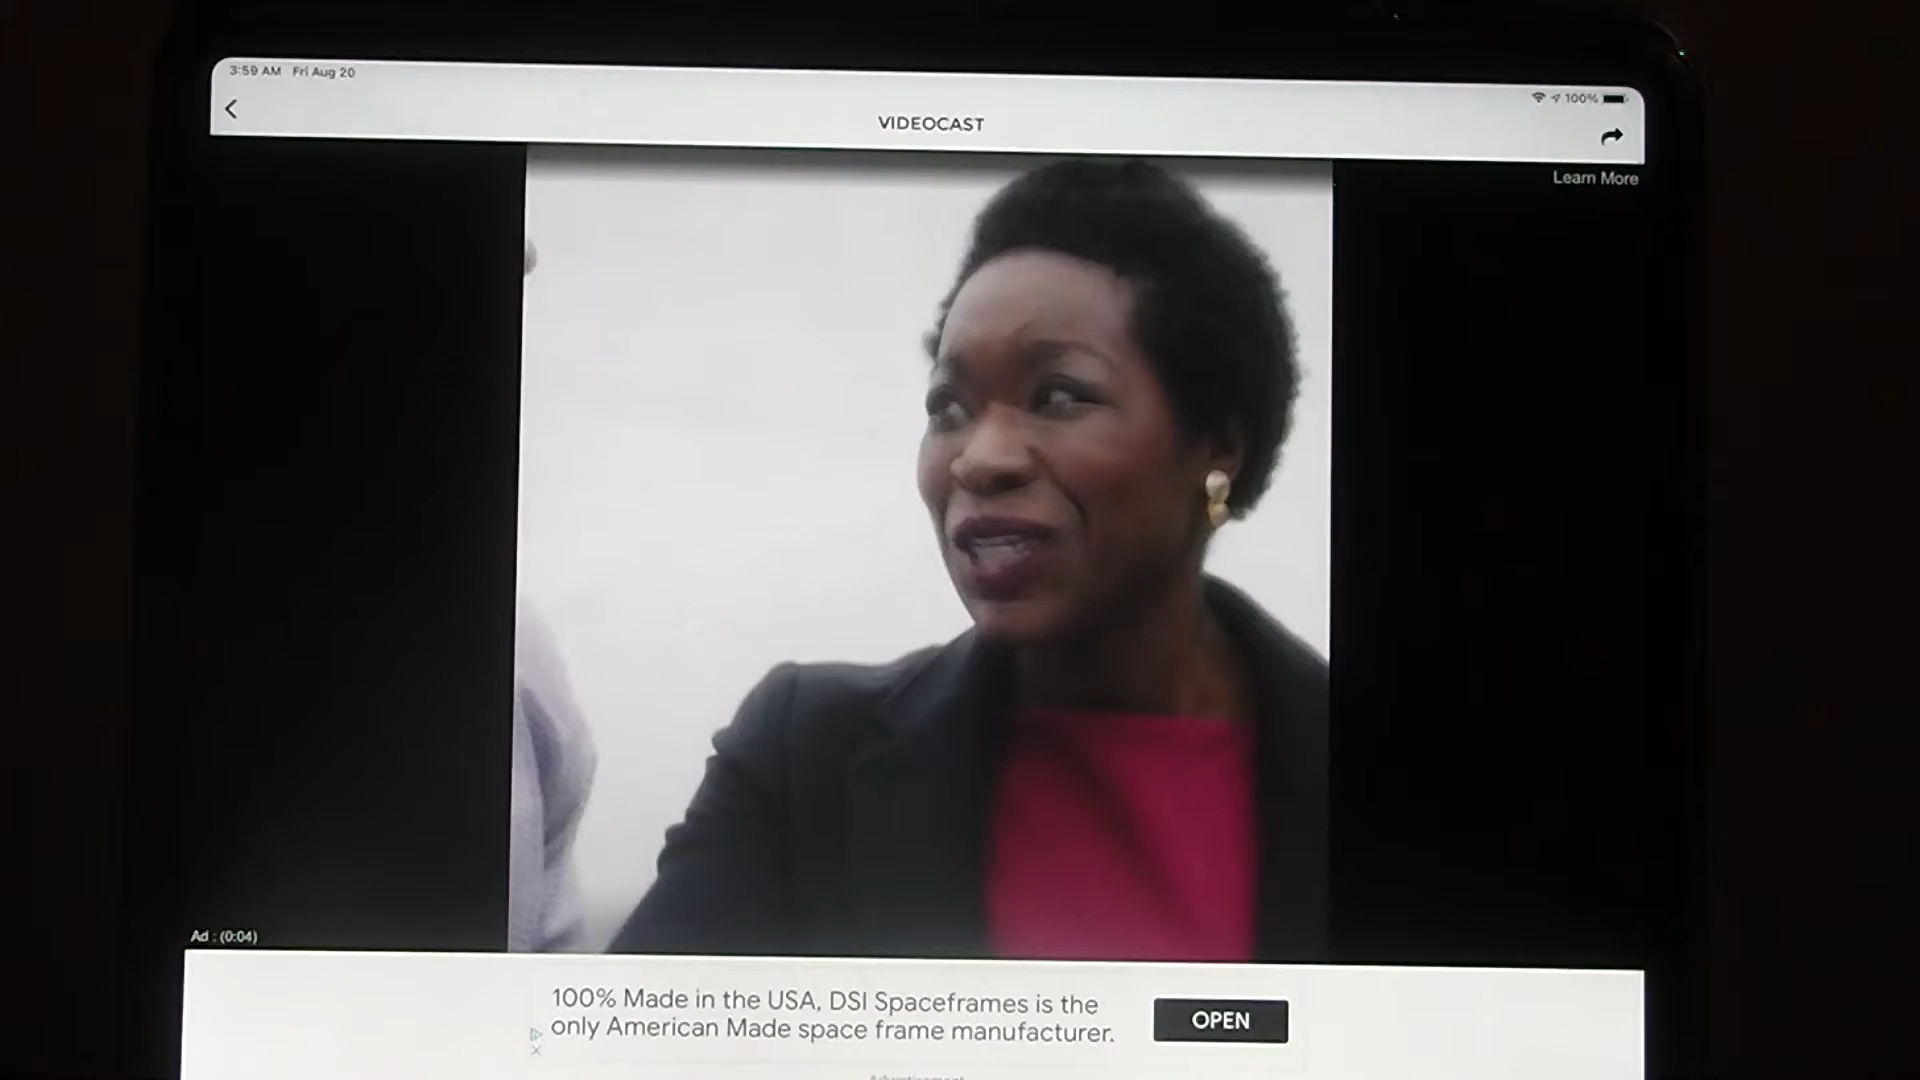 3:59 AM Fri Aug 20
100%
VIDEOCAST
Learn More
Ad : (0:04)
100% Made in the USA, DSI Spaceframes is the
only American Made space frame manufacturer.
OPEN
Advertisement